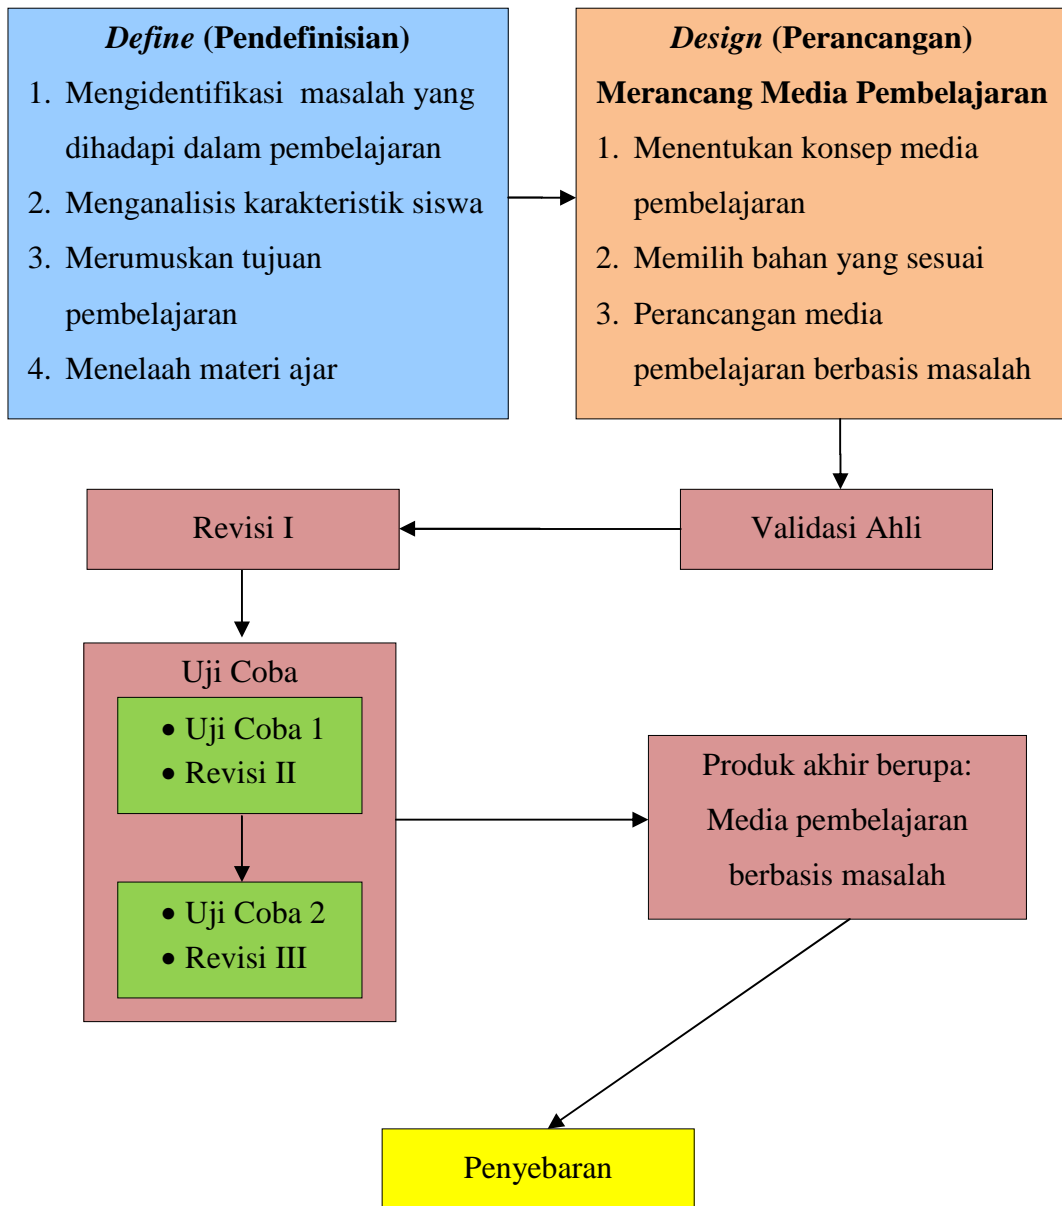 Define (Pendefinisian)
1. Mengidentifikasi masalah yang
dihadapi dalam pembelajaran
2. Menganalisis karakteristik siswa
3. Merumuskan tujuan
pembelajaran
4. Menelaah materi ajar
Design (Perancangan)
Merancang Media Pembelajaran
1. Menentukan konsep media
pembelajaran
2. Memilih bahan yang sesuai
3. Perancangan media
pembelajaran berbasis masalah
Validasi Ahli
Revisi I
Uji Coba
• Uji Coba 1
• Revisi II
• Uji Coba 2
• Revisi III
Produk akhir berupa:
Media pembelajaran
berbasis masalah
Penyebaran